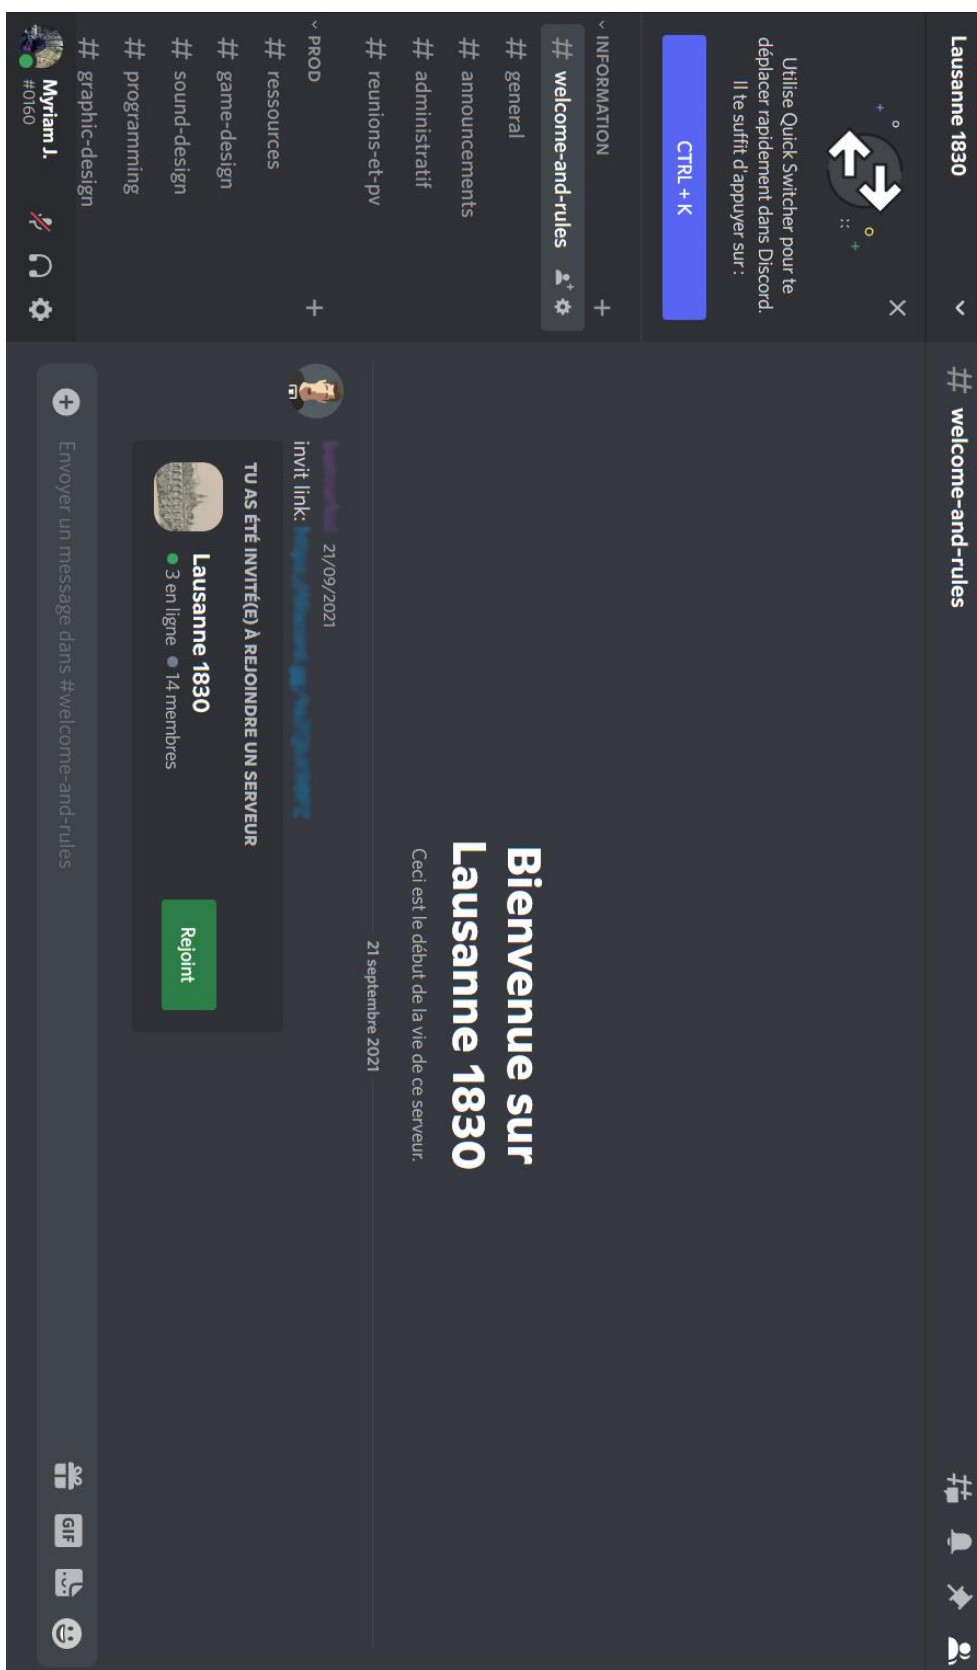 Lausanne 1830
Utilise Quick Switcher pour te
déplacer rapidement dans Discord.
Il te suffit d'appuyer sur :
CTRL + K
INFORMATION
# welcome-and-rules
# general
# announcements
# administratif
# reunions-et-pv
PROD
# ressources
# game-design
# sound-design
# programming
# graphic-design
Myriam J.
#0160
# welcome-and-rules
Bienvenue sur
Lausanne 1830
Ceci est le début de la vie de ce serveur.
21 septembre 2021
21/09/2021
invit link:
TU AS ÉTÉ INVITÉ(E) À REJOINDRE UN SERVEUR
Lausanne 1830
3 en ligne 14 membres
Rejoint
Envoyer un message dans #welcome-and-rules
GIF